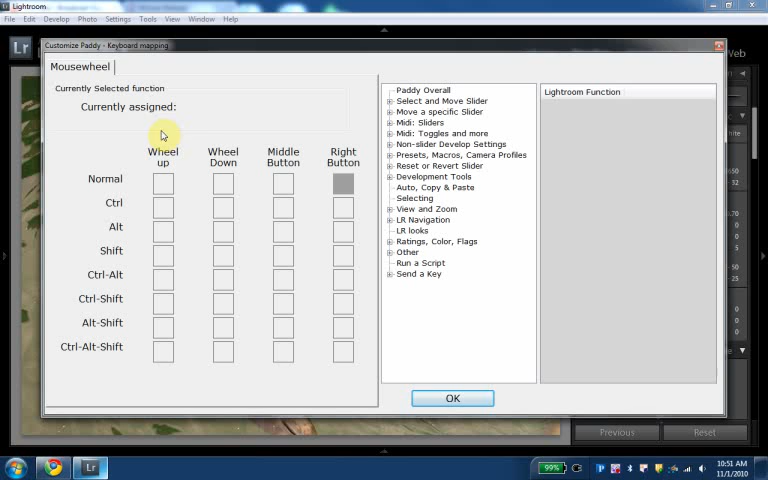 Lightroom
File Edit Develop Photo Settings Tools View Window Help
Lr
Web
Customize Paddy - Keyboard mapping
Mousewheel
Currently Selected function
Currently assigned:
Wheel up
Wheel Down
Middle Button
Right Button
Normal
Ctrl
Alt
Shift
Ctrl-Alt
Ctrl-Shift
Alt-Shift
Ctrl-Alt-Shift
Paddy Overall
Select and Move Slider
Move a specific Slider
Midi: Sliders
Midi: Toggles and more
Non-slider Develop Settings
Presets, Macros, Camera Profiles
Reset or Revert Slider
Development Tools
Auto, Copy & Paste
Selecting
View and Zoom
LR Navigation
LR looks
Ratings, Color, Flags
Other
Run a Script
Send a Key
Lightroom Function
OK
Previous
Reset
99%
Lr
10:51 AM
11/1/2010